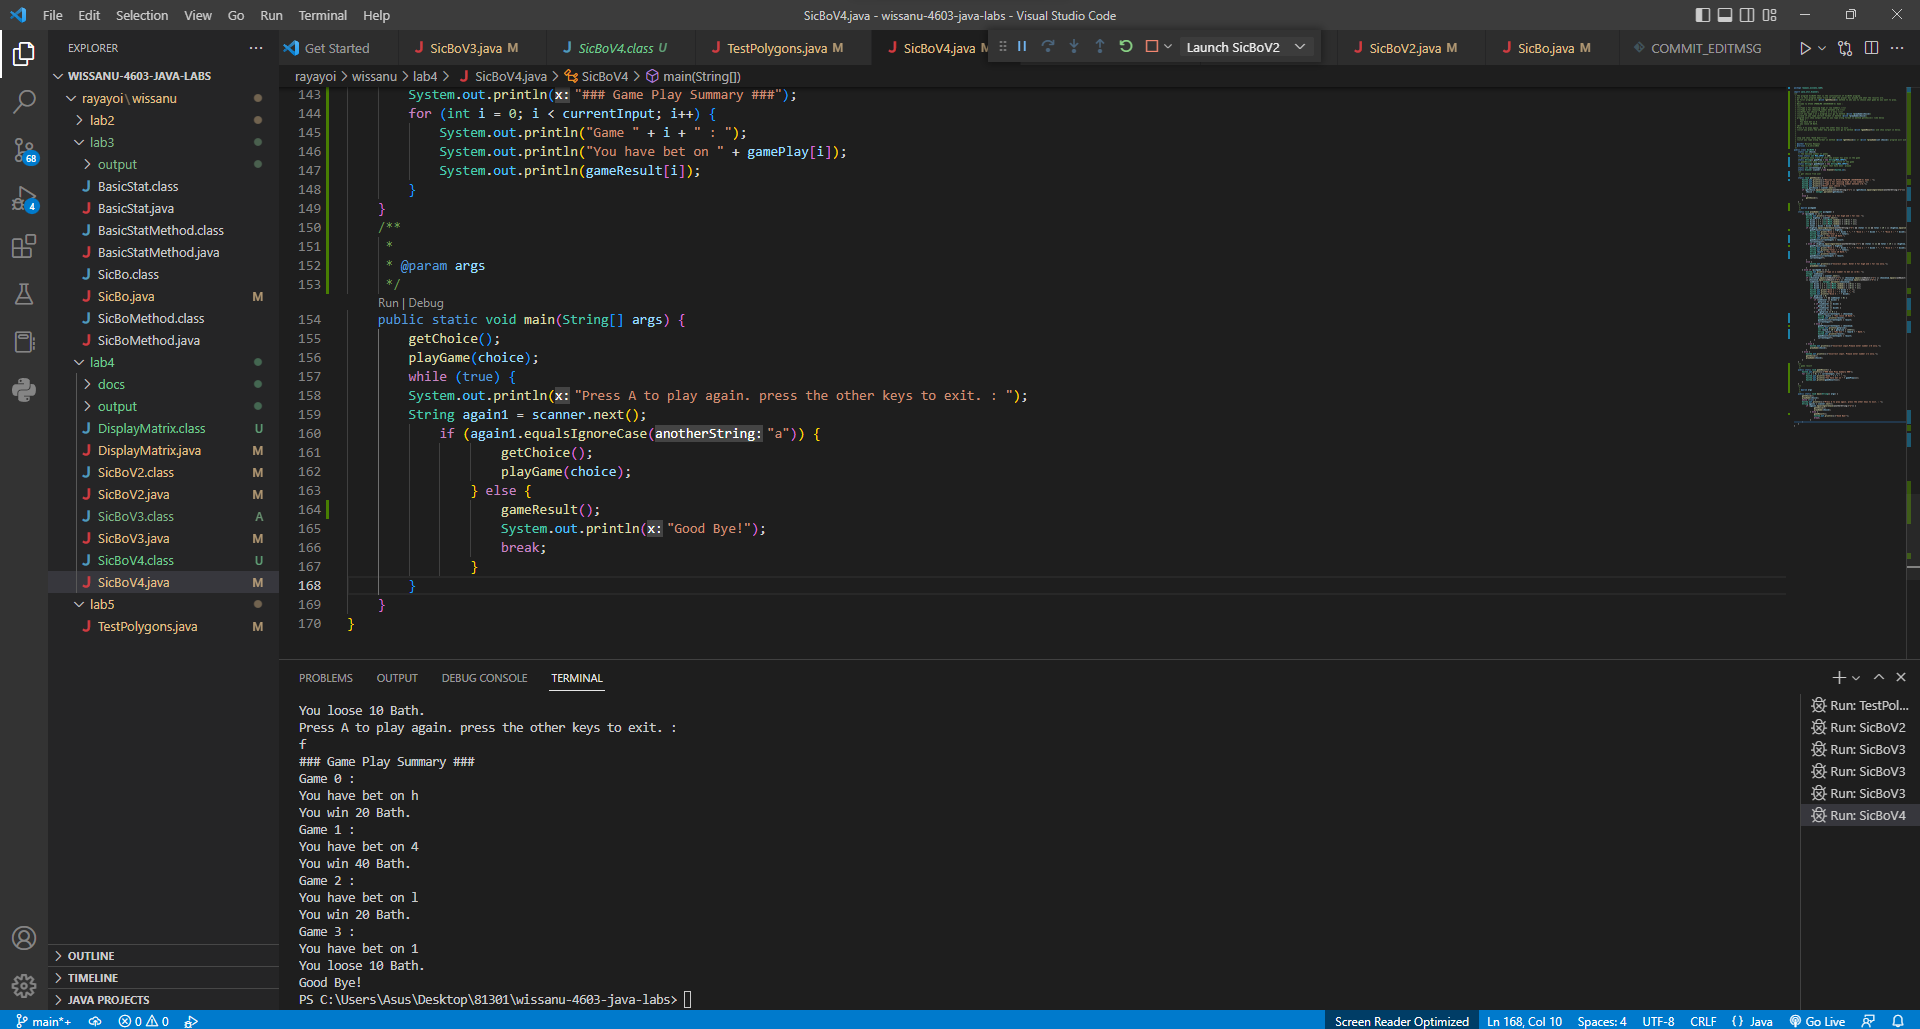 File Edit Selection View Go Run Terminal Help
SicBoV4.java - wissanu-4603-java-labs - Visual Studio Code
EXPLORER
WISSANU-4603-JAVA-LABS
rayayoi\wissanu
lab2
lab3
output
BasicStat.class
BasicStat.java
BasicStatMethod.class
BasicStatMethod.java
SicBo.class
SicBo.java M
SicBoMethod.class
SicBoMethod.java
lab4
docs
output
DisplayMatrix.class U
DisplayMatrix.java M
SicBoV2.class M
SicBoV2.java M
SicBoV3.class A
SicBoV3.java M
SicBoV4.class U
SicBoV4.java M
lab5
TestPolygons.java M
OUTLINE
TIMELINE
JAVA PROJECTS
68
4
Get Started SicBoV3.java M SicBoV4.class U TestPolygons.java M SicBoV4.java M Launch SicBoV2 SicBoV2.java M SicBo.java M COMMIT_EDITMSG
rayayoi > wissanu > lab4 > SicBoV4.java > SicBoV4 > main(String[])
143 System.out.println(x: "### Game Play Summary ###");
144 for (int i = 0; i < currentInput; i++) {
145 System.out.println("Game " + i + " : ");
146 System.out.println("You have bet on " + gamePlay[i]);
147 System.out.println(gameResult[i]);
148 }
149 }
150 /**
151 *
152 * @param args
153 */
Run | Debug
154 public static void main(String[] args) {
155 getChoice();
156 playGame(choice);
157 while (true) {
158 System.out.println(x: "Press A to play again. press the other keys to exit. : ");
159 String again1 = scanner.next();
160 if (again1.equalsIgnoreCase(anotherString: "a")) {
161 getChoice();
162 playGame(choice);
163 } else {
164 gameResult();
165 System.out.println(x: "Good Bye!");
166 break;
167 }
168 }
169 }
170 }
PROBLEMS OUTPUT DEBUG CONSOLE TERMINAL
You loose 10 Bath.
Press A to play again. press the other keys to exit. :
f
### Game Play Summary ###
Game 0 :
You have bet on h
You win 20 Bath.
Game 1 :
You have bet on 4
You win 40 Bath.
Game 2 :
You have bet on l
You win 20 Bath.
Game 3 :
You have bet on 1
You loose 10 Bath.
Good Bye!
PS C:\Users\Asus\Desktop\81301\wissanu-4603-java-labs>
Run: TestPol...
Run: SicBoV2
Run: SicBoV3
Run: SicBoV3
Run: SicBoV3
Run: SicBoV4
main*+ 0 0 Screen Reader Optimized Ln 168, Col 10 Spaces: 4 UTF-8 CRLF { } Java Go Live